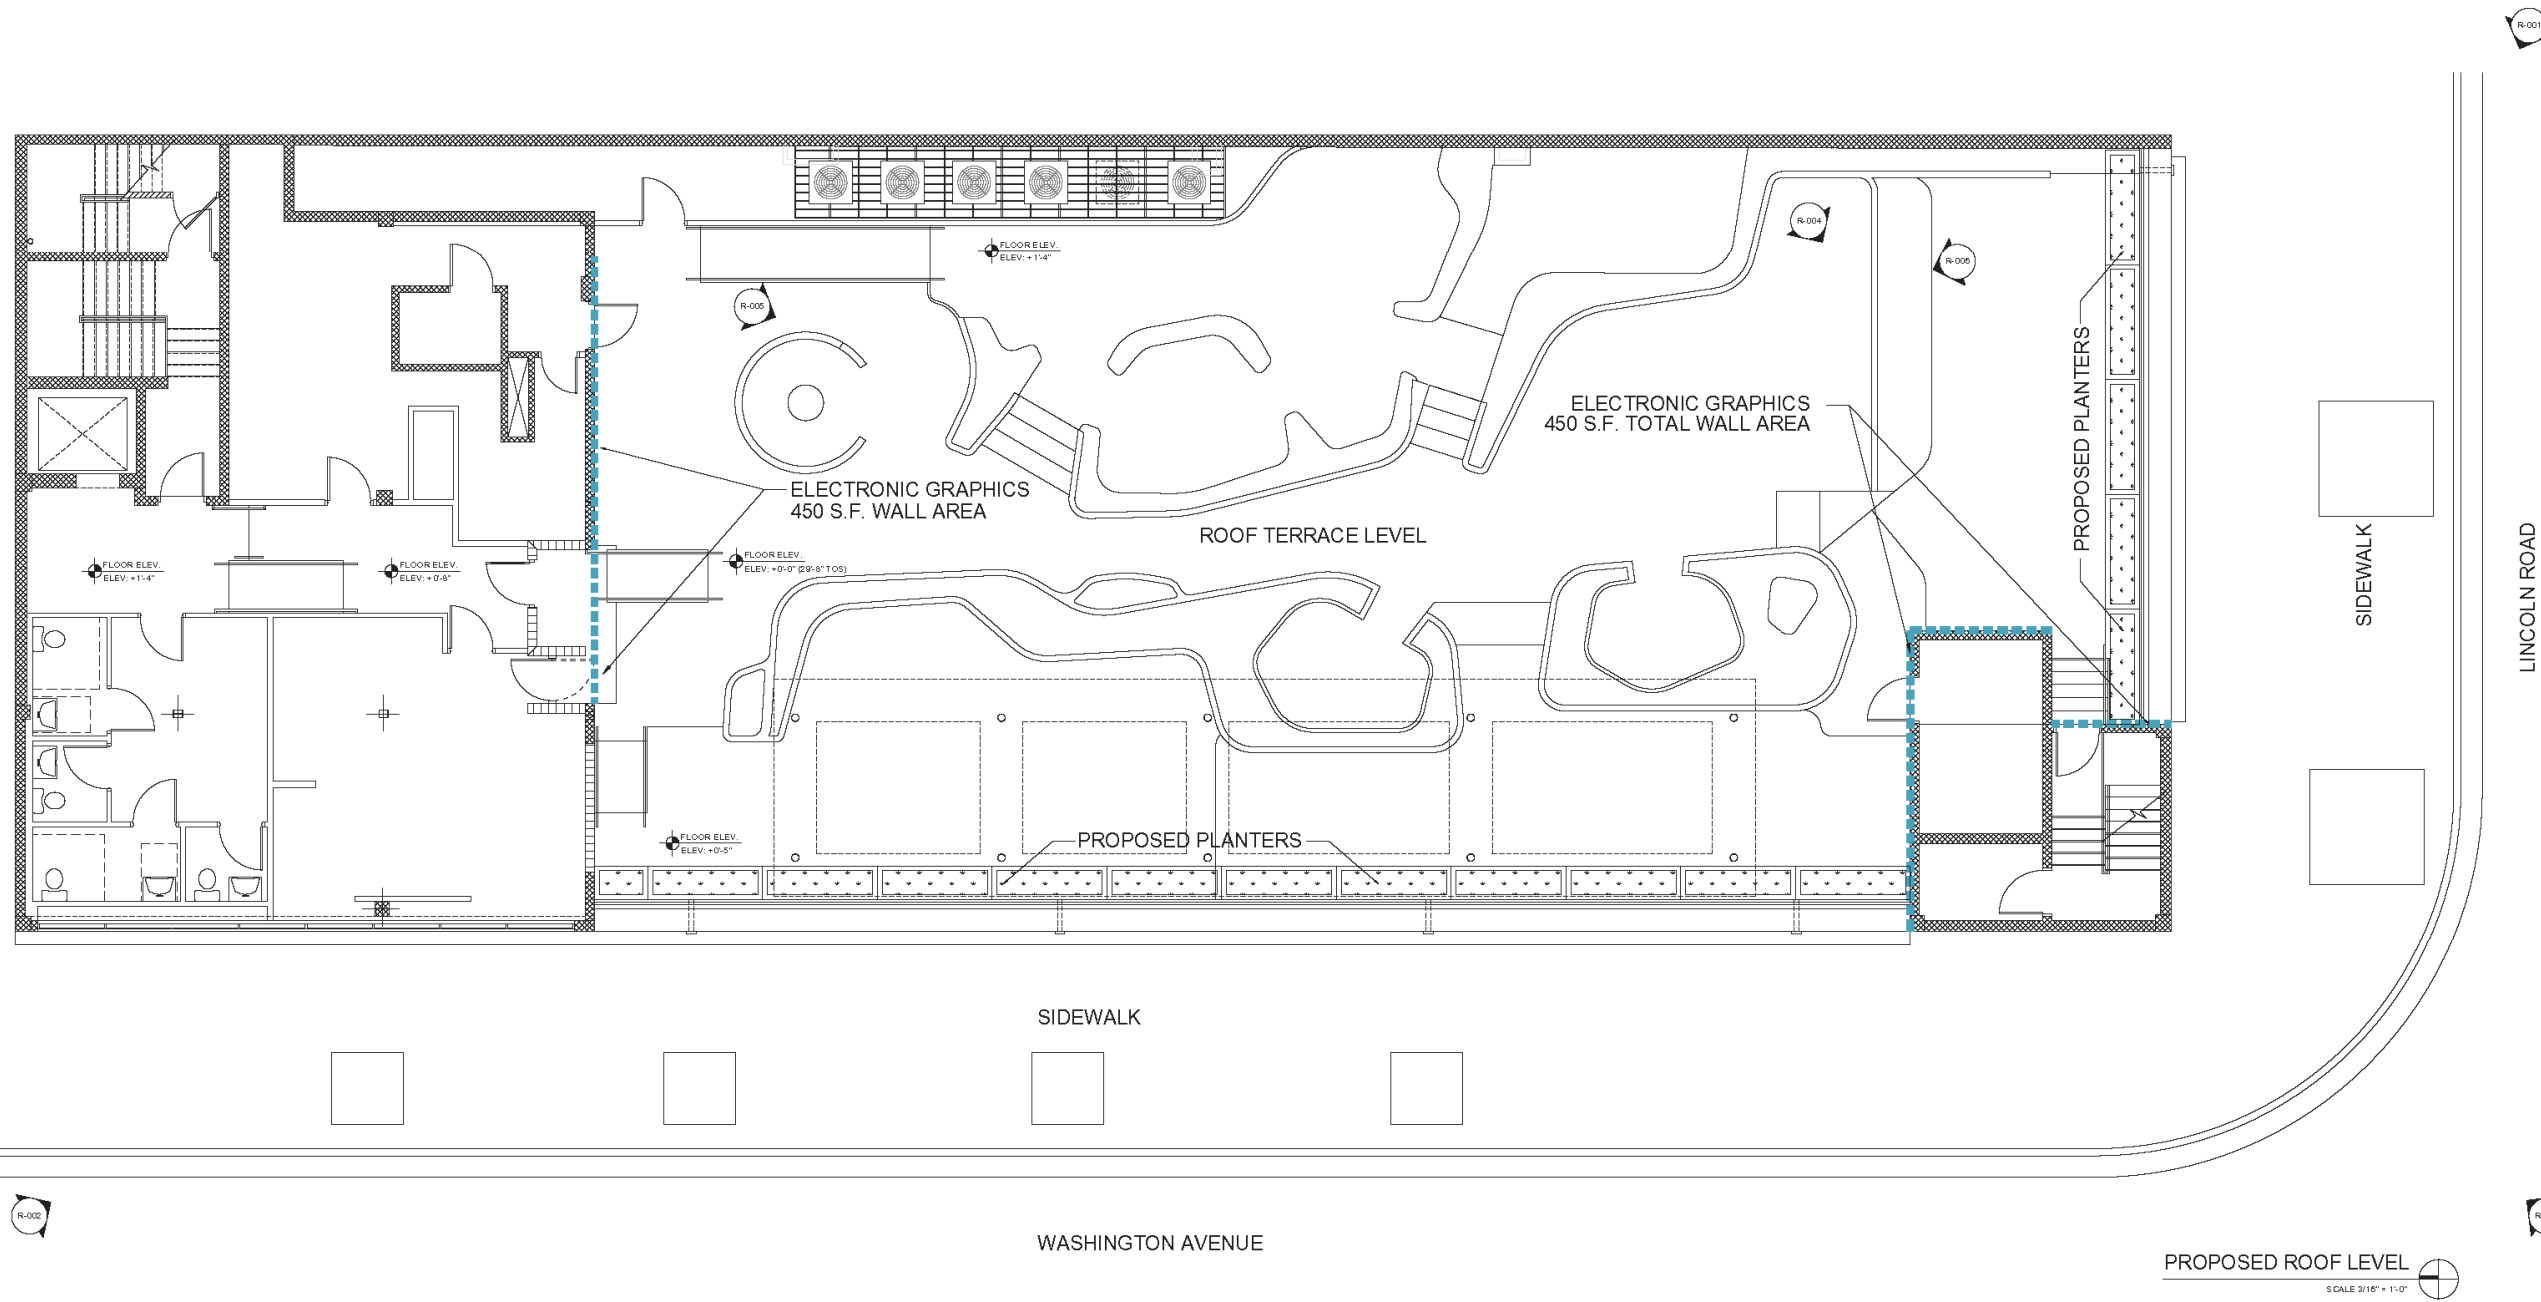 R-001
R-004
R-006
FLOOR ELEV.
ELEV: +1'-4"
R-005
PROPOSED PLANTERS
ELECTRONIC GRAPHICS
450 S.F. TOTAL WALL AREA
ELECTRONIC GRAPHICS
450 S.F. WALL AREA
ROOF TERRACE LEVEL
FLOOR ELEV.
ELEV: +1'-4"
FLOOR ELEV.
ELEV: +0'-8"
FLOOR ELEV.
ELEV: +0'-0" (29'-8" TOS)
SIDEWALK
LINCOLN ROAD
FLOOR ELEV.
ELEV: +0'-5"
PROPOSED PLANTERS
SIDEWALK
R-002
WASHINGTON AVENUE
PROPOSED ROOF LEVEL
SCALE 3/16" = 1'-0"